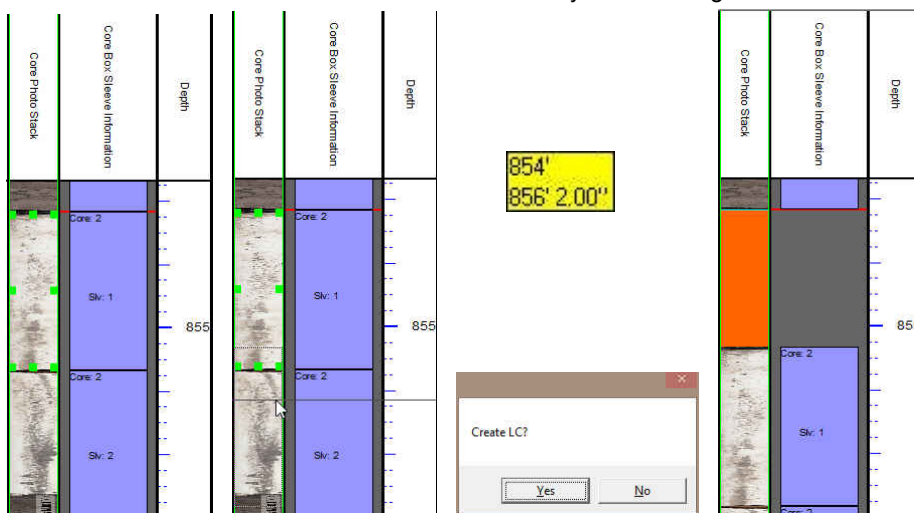 Core Photo Stack
Core Box Sleeve Information
Depth
Core: 2
Slv: 1
855
Core: 2
Slv: 2
Core Photo Stack
Core Box Sleeve Information
Depth
Core: 2
Slv: 1
855
Core: 2
Slv: 2
854'
856' 2.00"
Create LC?
Yes
No
Core Photo Stack
Core Box Sleeve Information
Depth
85
Core: 2
Slv: 1